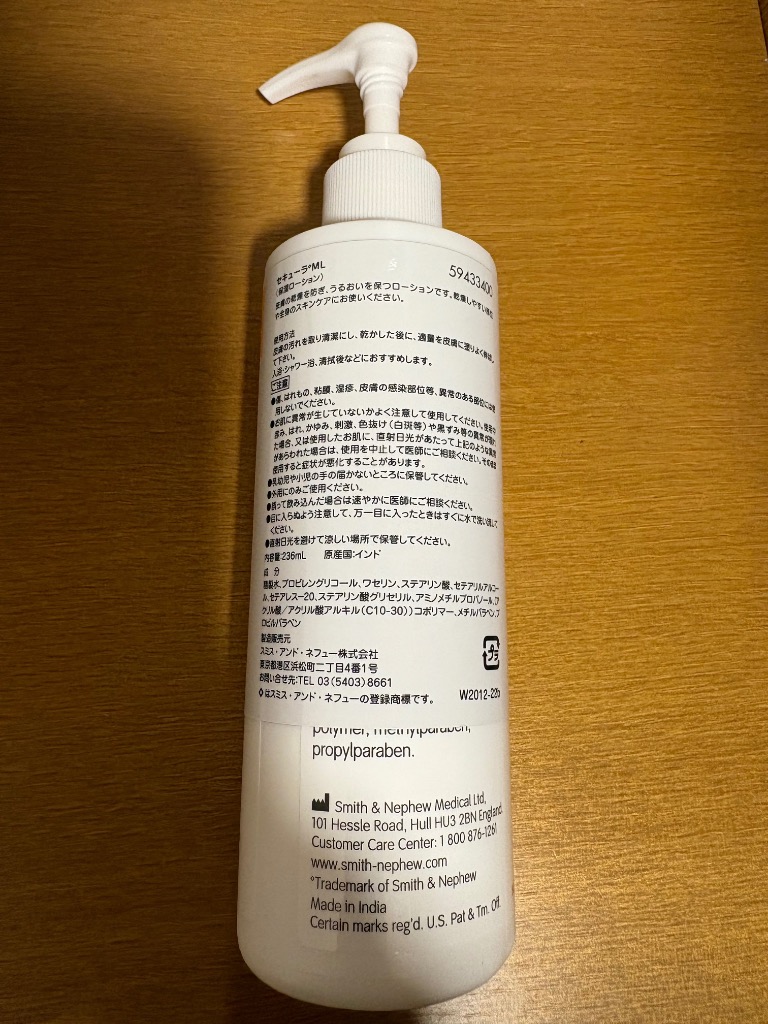 セキューラ◇ML
59433400
(保湿ローション)
皮膚の乾燥を防ぎ、うるおいを保つローションです。乾燥しやすい部位
や全身のスキンケアにお使いください。
使用方法
皮膚の汚れを取り清潔にし、乾かした後に、適量を皮膚に塗りよく伸ばし
て下さい。
入浴・シャワー浴、清拭後などにおすすめします。
ご注意
●傷、はれもの、粘膜、湿疹、皮膚の感染部位等、異常のある部位には使
用しないでください。
●お肌に異常が生じていないかよく注意して使用してください。使用中
赤み、はれ、かゆみ、刺激、色抜け(白斑等)や黒ずみ等の異常が現れ
た場合、又は使用したお肌に、直射日光があたって上記のような異常
があらわれた場合は、使用を中止して医師にご相談ください。そのまま
使用すると症状が悪化することがあります。
●乳幼児や小児の手の届かないところに保管してください。
●外用にのみご使用ください。
●誤って飲み込んだ場合は速やかに医師にご相談ください。
●目に入らぬよう注意して、万一目に入ったときはすぐに水で洗い流して
ください。
●直射日光を避けて涼しい場所で保管してください。
内容量:236mL 原産国:インド
成 分
精製水、プロピレングリコール、ワセリン、ステアリン酸、セテアリルアルコー
ル、セテアレス-20、ステアリン酸グリセリル、アミノメチルプロパノール、(ア
クリル酸/アクリル酸アルキル(C10-30))コポリマー、メチルパラベン、プ
ロピルパラベン
製造販売元
スミス・アンド・ネフュー株式会社
東京都港区浜松町二丁目4番1号
お問い合せ先:TEL 03(5403)8661
◇はスミス・アンド・ネフューの登録商標です。
プラ
W2012-22b
polymer, methylparaben,
propylparaben.
Smith & Nephew Medical Ltd,
101 Hessle Road, Hull HU3 2BN England
Customer Care Center: 1 800 876-1261
www.smith-nephew.com
◇Trademark of Smith & Nephew
Made in India
Certain marks reg'd. U.S. Pat & Tm. Off.